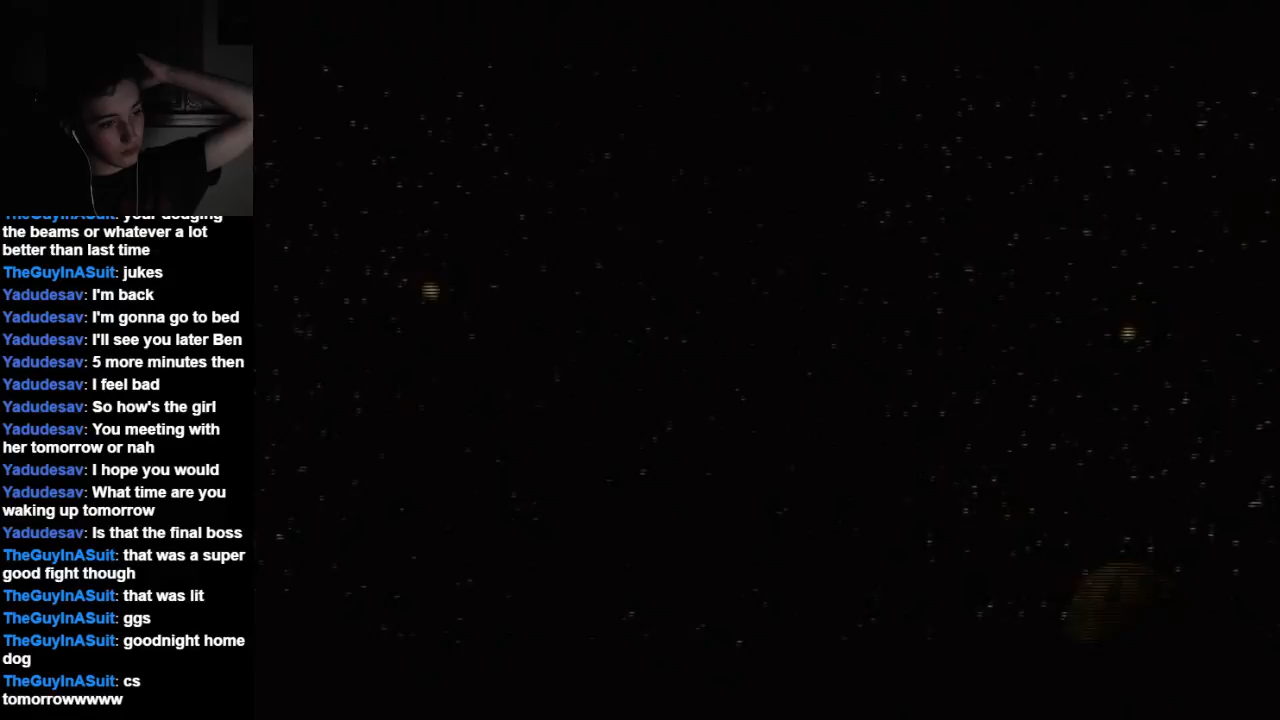 TheGuyInASuit: your dodging
the beams or whatever a lot
better than last time
TheGuyInASuit: jukes
Yadudesav: I'm back
Yadudesav: I'm gonna go to bed
Yadudesav: I'll see you later Ben
Yadudesav: 5 more minutes then
Yadudesav: I feel bad
Yadudesav: So how's the girl
Yadudesav: You meeting with
her tomorrow or nah
Yadudesav: I hope you would
Yadudesav: What time are you
waking up tomorrow
Yadudesav: Is that the final boss
TheGuyInASuit: that was a super
good fight though
TheGuyInASuit: that was lit
TheGuyInASuit: ggs
TheGuyInASuit: goodnight home
dog
TheGuyInASuit: cs
tomorrowwwww